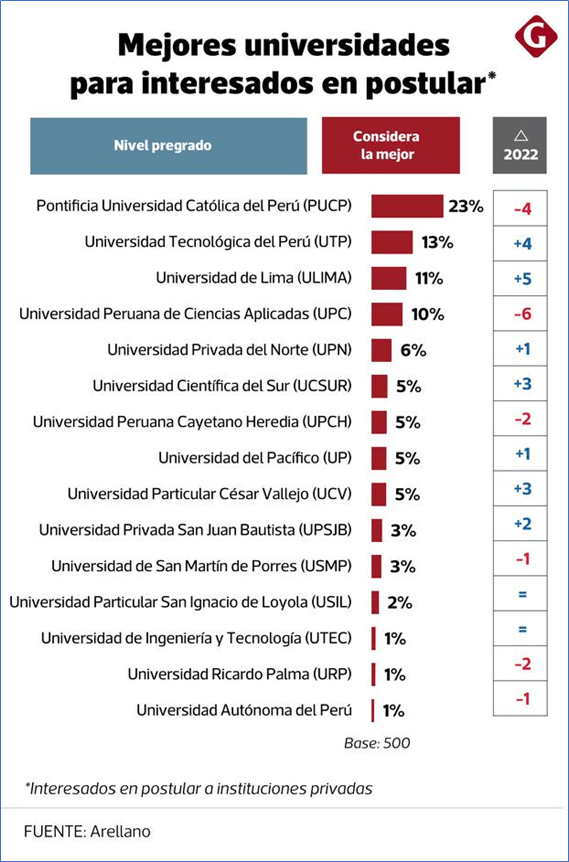 G
Mejores universidades
para interesados en postular*
Nivel pregrado
Considera
la mejor
△
2022
Pontificia Universidad Católica del Perú (PUCP) 23% -4
Universidad Tecnológica del Perú (UTP) 13% +4
Universidad de Lima (ULIMA) 11% +5
Universidad Peruana de Ciencias Aplicadas (UPC) 10% -6
Universidad Privada del Norte (UPN) 6% +1
Universidad Científica del Sur (UCSUR) 5% +3
Universidad Peruana Cayetano Heredia (UPCH) 5% -2
Universidad del Pacífico (UP) 5% +1
Universidad Particular César Vallejo (UCV) 5% +3
Universidad Privada San Juan Bautista (UPSJB) 3% +2
Universidad de San Martín de Porres (USMP) 3% -1
Universidad Particular San Ignacio de Loyola (USIL) 2% =
Universidad de Ingeniería y Tecnología (UTEC) 1% =
Universidad Ricardo Palma (URP) 1% -2
Universidad Autónoma del Perú 1% -1
Base: 500
*Interesados en postular a instituciones privadas
FUENTE: Arellano